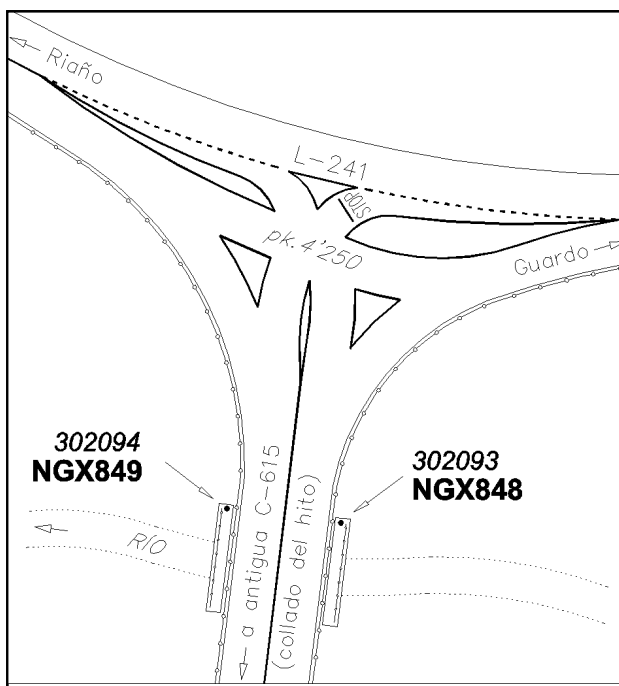 Riaño
L-241
STOP
pk. 4'250
Guardo
302094
NGX849
302093
NGX848
RIO
a antigua C-615
(collado del hito)